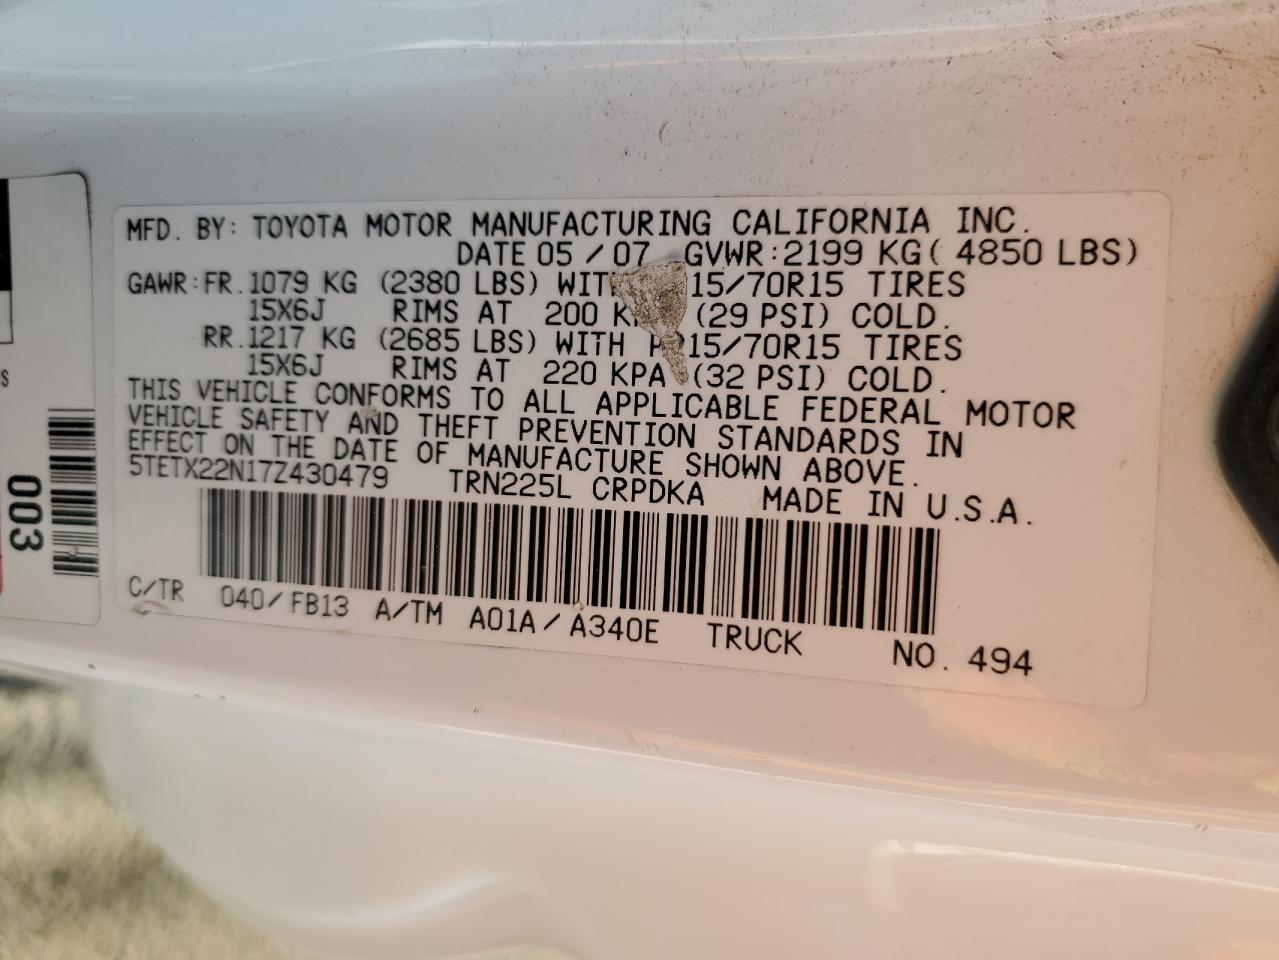 MFD. BY: TOYOTA MOTOR MANUFACTURING CALIFORNIA INC.
DATE 05 / 07 GVWR: 2199 KG( 4850 LBS)
GAWR: FR. 1079 KG (2380 LBS) WITH 15/70R15 TIRES
15X6J RIMS AT 200 (29 PSI) COLD.
RR. 1217 KG (2685 LBS) WITH 15/70R15 TIRES
15X6J RIMS AT 220 KPA (32 PSI) COLD.
THIS VEHICLE CONFORMS TO ALL APPLICABLE FEDERAL MOTOR
VEHICLE SAFETY AND THEFT PREVENTION STANDARDS IN
EFFECT ON THE DATE OF MANUFACTURE SHOWN ABOVE.
5TETX22N17Z430479 TRN225L CRPDKA MADE IN U.S.A.
C/TR 040/FB13 A/TM A01A/A340E TRUCK NO. 494
003